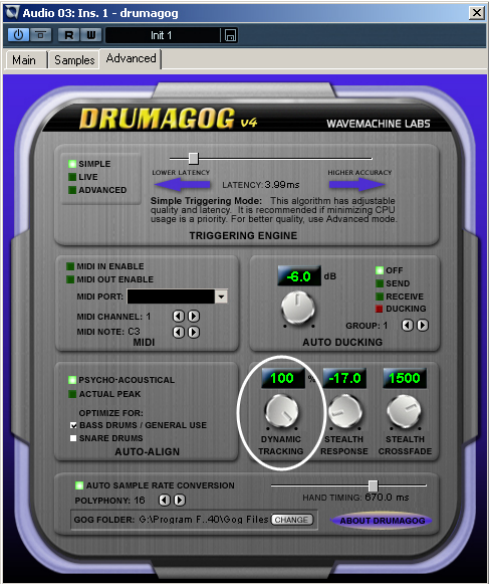 Audio 03: Ins. 1 - drumagog
R W Init 1
Main Samples Advanced
DRUMAGOG v4 WAVEMACHINE LABS
SIMPLE
LIVE
ADVANCED
LOWER LATENCY HIGHER ACCURACY
LATENCY: 3.99ms
Simple Triggering Mode: This algorithm has adjustable
quality and latency. It is recommended if minimizing CPU
usage is a priority. For better quality, use Advanced mode.
TRIGGERING ENGINE
MIDI IN ENABLE
MIDI OUT ENABLE
MIDI PORT:
MIDI CHANNEL: 1
MIDI NOTE: C3
MIDI
-6.0 dB
OFF
SEND
RECEIVE
DUCKING
GROUP: 1
AUTO DUCKING
PSYCHO-ACOUSTICAL
ACTUAL PEAK
OPTIMIZE FOR:
BASS DRUMS / GENERAL USE
SNARE DRUMS
AUTO-ALIGN
100 % -17.0 1500
DYNAMIC TRACKING
STEALTH RESPONSE
STEALTH CROSSFADE
AUTO SAMPLE RATE CONVERSION
POLYPHONY: 16
HAND TIMING: 670.0 ms
GOG FOLDER: G:\Program F..40\Gog Files CHANGE
ABOUT DRUMAGOG